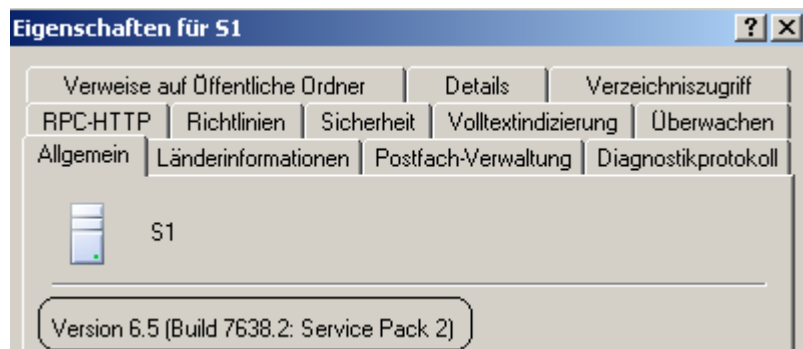 Eigenschaften für S1
Verweise auf Öffentliche Ordner Details Verzeichniszugriff
RPC-HTTP Richtlinien Sicherheit Volltextindizierung Überwachen
Allgemein Länderinformationen Postfach-Verwaltung Diagnostikprotokoll
S1
Version 6.5 (Build 7638.2: Service Pack 2)